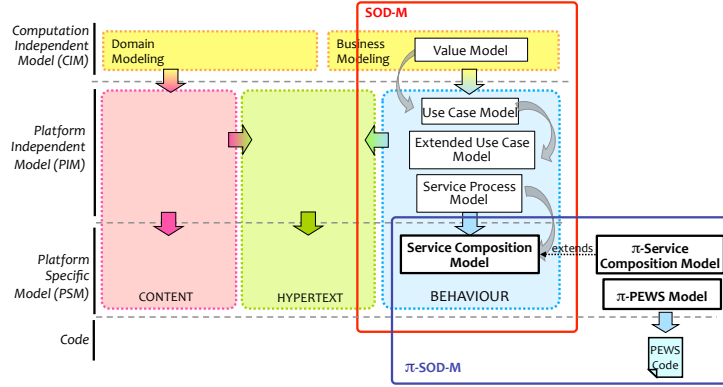 SOD-M
Computation
Independent
Model (CIM)
Domain
Modeling
Business
Modeling
Value Model
Platform
Independent
Model (PIM)
Use Case Model
Extended Use Case
Model
Service Process
Model
Platform
Specific
Model (PSM)
Service Composition
Model
extends
π-Service
Composition Model
π-PEWS Model
CONTENT
HYPERTEXT
BEHAVIOUR
Code
π-SOD-M
PEWS
Code